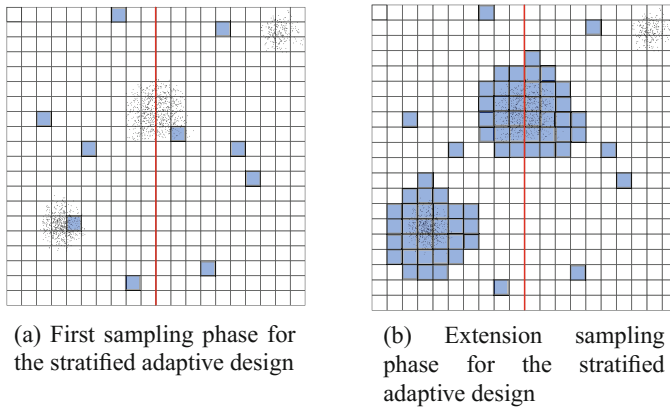 (a) First sampling phase for
the stratified adaptive design
(b) Extension sampling
phase for the stratified
adaptive design